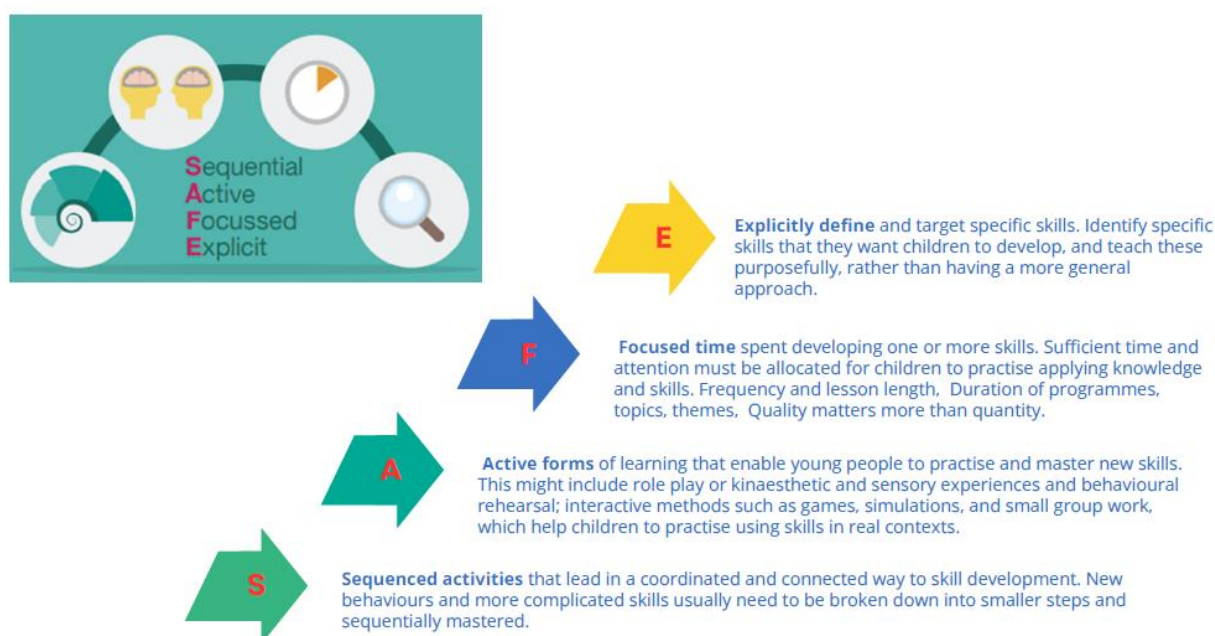 Sequential
Active
Focussed
Explicit
E
Explicitly define and target specific skills. Identify specific
skills that they want children to develop, and teach these
purposefully, rather than having a more general
approach.
F
Focused time spent developing one or more skills. Sufficient time and
attention must be allocated for children to practise applying knowledge
and skills. Frequency and lesson length, Duration of programmes,
topics, themes, Quality matters more than quantity.
A
Active forms of learning that enable young people to practise and master new skills.
This might include role play or kinaesthetic and sensory experiences and behavioural
rehearsal; interactive methods such as games, simulations, and small group work,
which help children to practise using skills in real contexts.
S
Sequenced activities that lead in a coordinated and connected way to skill development. New
behaviours and more complicated skills usually need to be broken down into smaller steps and
sequentially mastered.